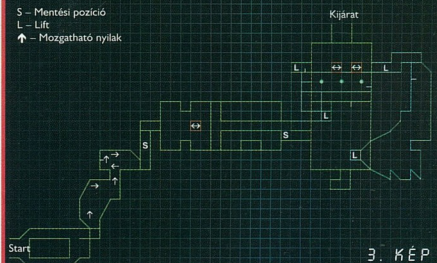 S – Mentési pozíció
L – Lift
↑ – Mozgatható nyilak
Kijárat
L
L
L
S
S
L
Start
3. KÉP